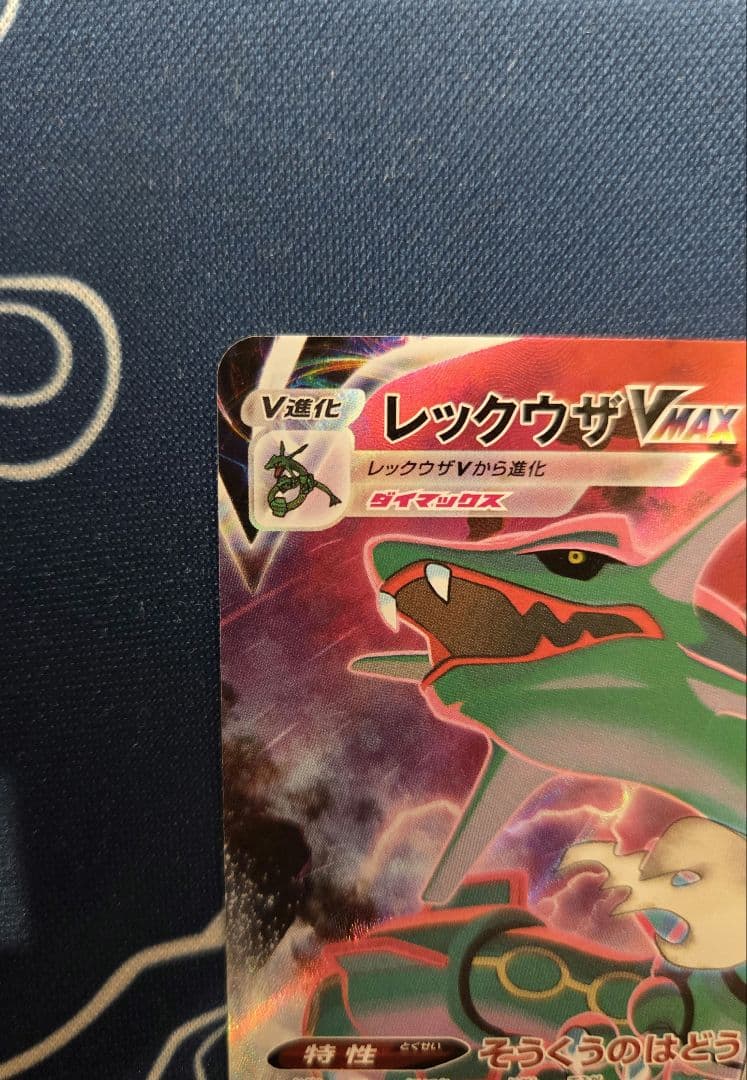 V進化
レックウザVMAX
レックウザVから進化
ダイマックス
特性 とくせい そうくうのはどう